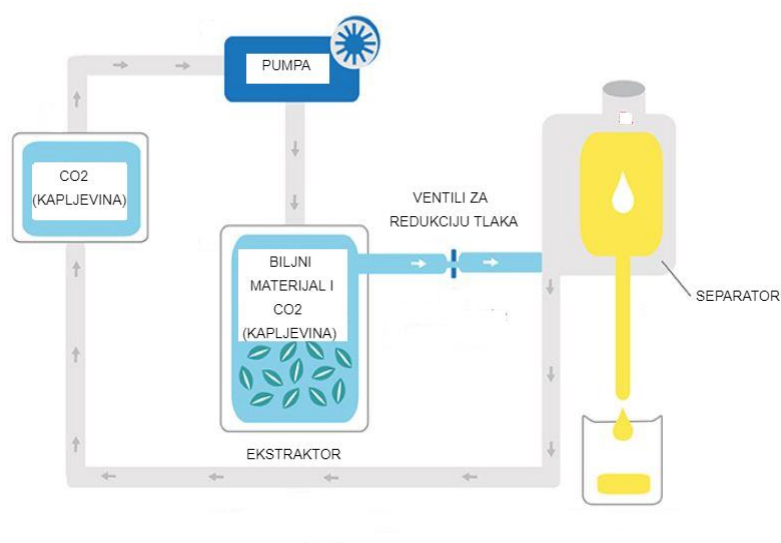 PUMPA
CO2
(KAPLJEVINA)
VENTILI ZA
REDUKCIJU TLAKA
BILJNI
MATERIJAL I
CO2
(KAPLJEVINA)
SEPARATOR
EKSTRAKTOR